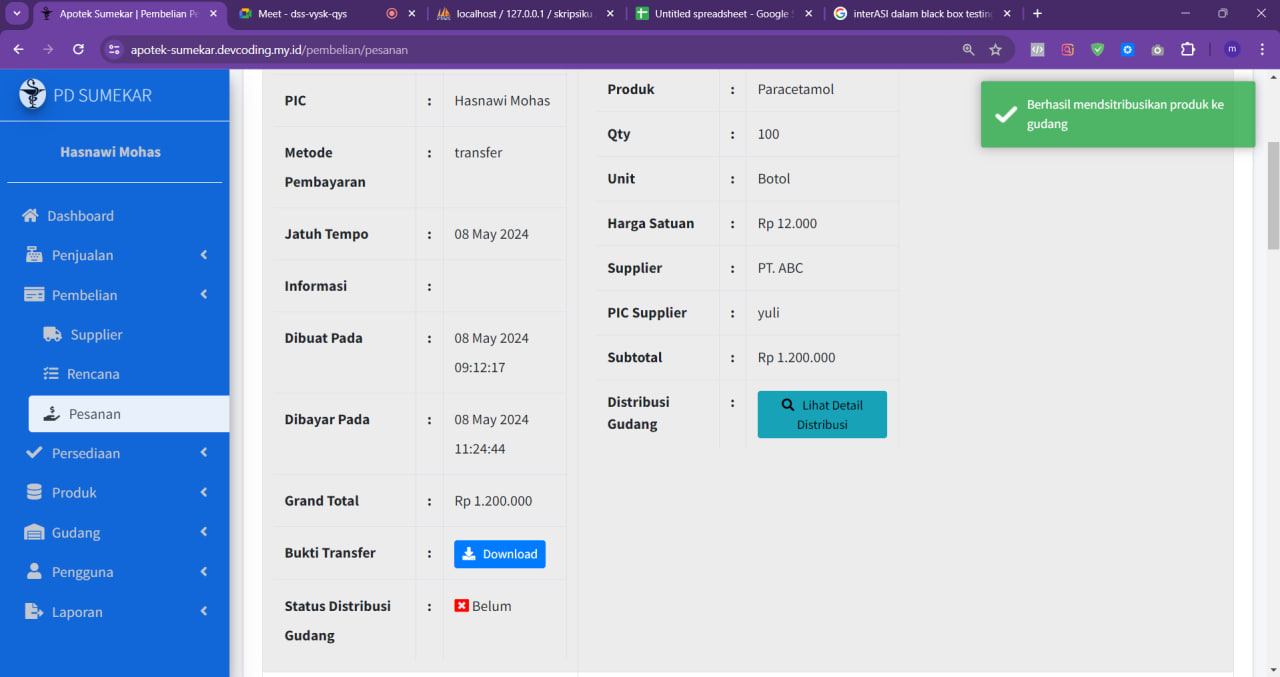 Apotek Sumekar | Pembelian Pe
Meet - dss-vysk-qys
localhost / 127.0.0.1 / skripsiku
Untitled spreadsheet - Google S
interASI dalam black box testing
apotek-sumekar.devcoding.my.id/pembelian/pesanan
m
PD SUMEKAR
Hasnawi Mohas
Dashboard
Penjualan
Pembelian
Supplier
Rencana
Pesanan
Persediaan
Produk
Gudang
Pengguna
Laporan
PIC : Hasnawi Mohas
Metode Pembayaran : transfer
Jatuh Tempo : 08 May 2024
Informasi :
Dibuat Pada : 08 May 2024
09:12:17
Dibayar Pada : 08 May 2024
11:24:44
Grand Total : Rp 1.200.000
Bukti Transfer : Download
Status Distribusi Gudang : Belum
Produk : Paracetamol
Qty : 100
Unit : Botol
Harga Satuan : Rp 12.000
Supplier : PT. ABC
PIC Supplier : yuli
Subtotal : Rp 1.200.000
Distribusi Gudang : Lihat Detail
Distribusi
Berhasil mendsitribusikan produk ke
gudang